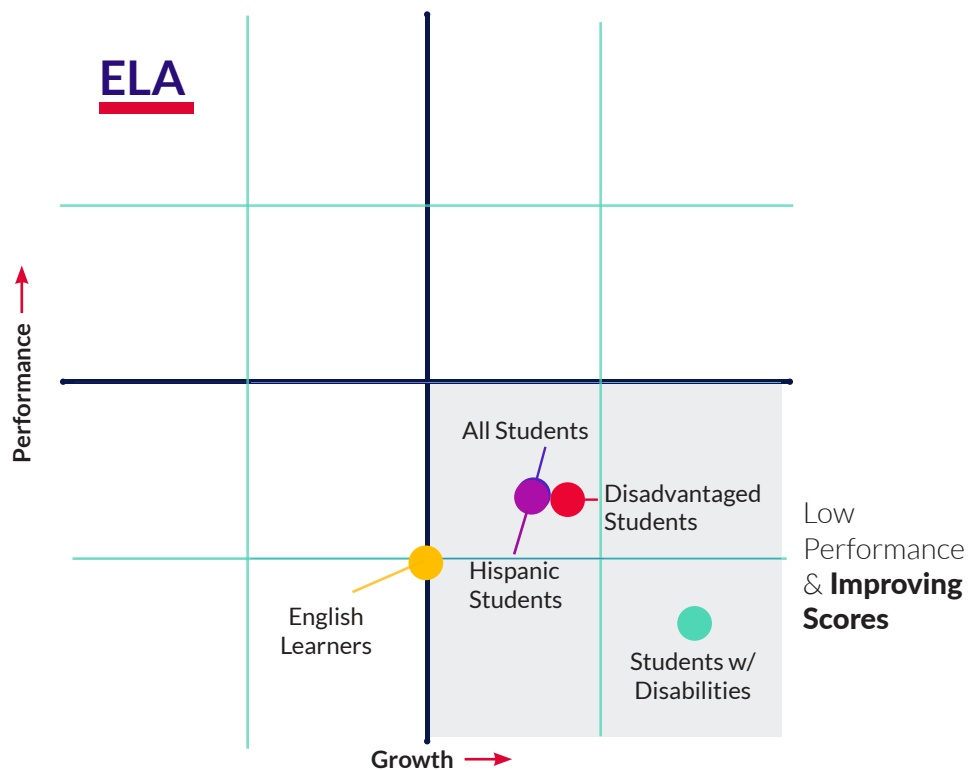 ELA
Performance
All Students
Disadvantaged
Students
Low
Performance
& Improving
Scores
Hispanic
Students
English
Learners
Students w/
Disabilities
Growth